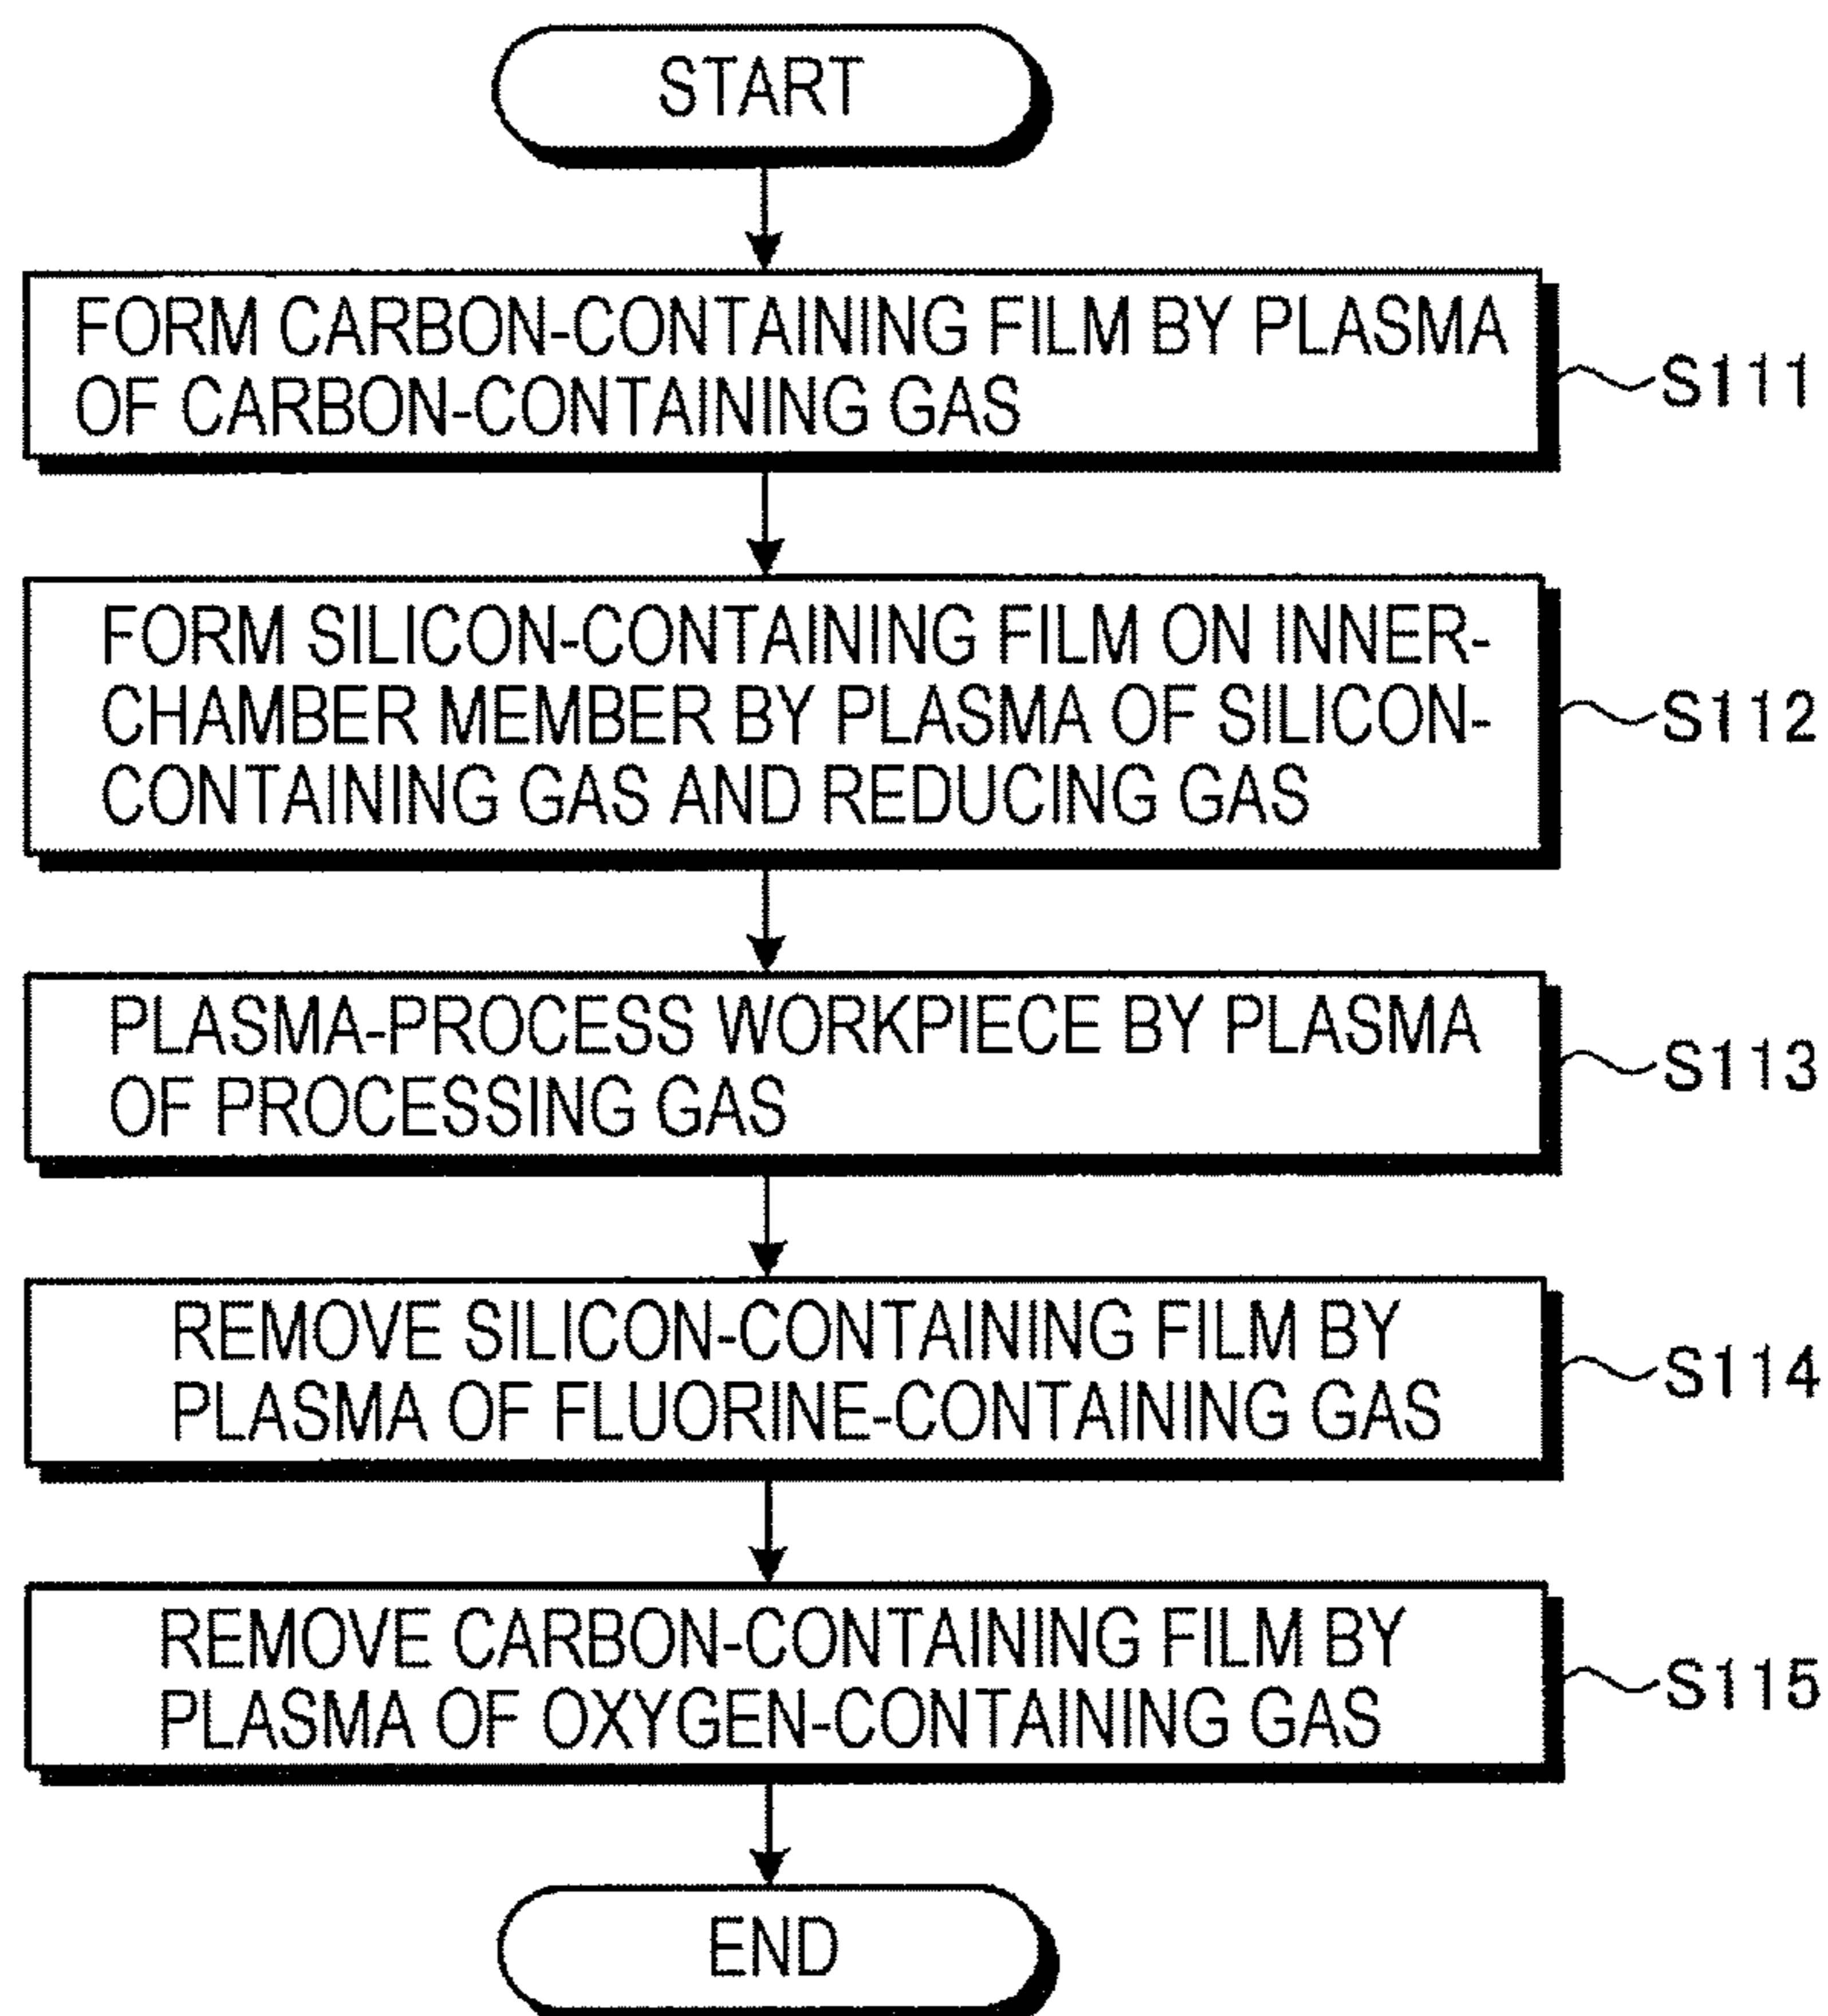 START
FORM CARBON-CONTAINING FILM BY PLASMA
OF CARBON-CONTAINING GAS
S111
FORM SILICON-CONTAINING FILM ON INNER-
CHAMBER MEMBER BY PLASMA OF SILICON-
CONTAINING GAS AND REDUCING GAS
S112
PLASMA-PROCESS WORKPIECE BY PLASMA
OF PROCESSING GAS
S113
REMOVE SILICON-CONTAINING FILM BY
PLASMA OF FLUORINE-CONTAINING GAS
S114
REMOVE CARBON-CONTAINING FILM BY
PLASMA OF OXYGEN-CONTAINING GAS
S115
END